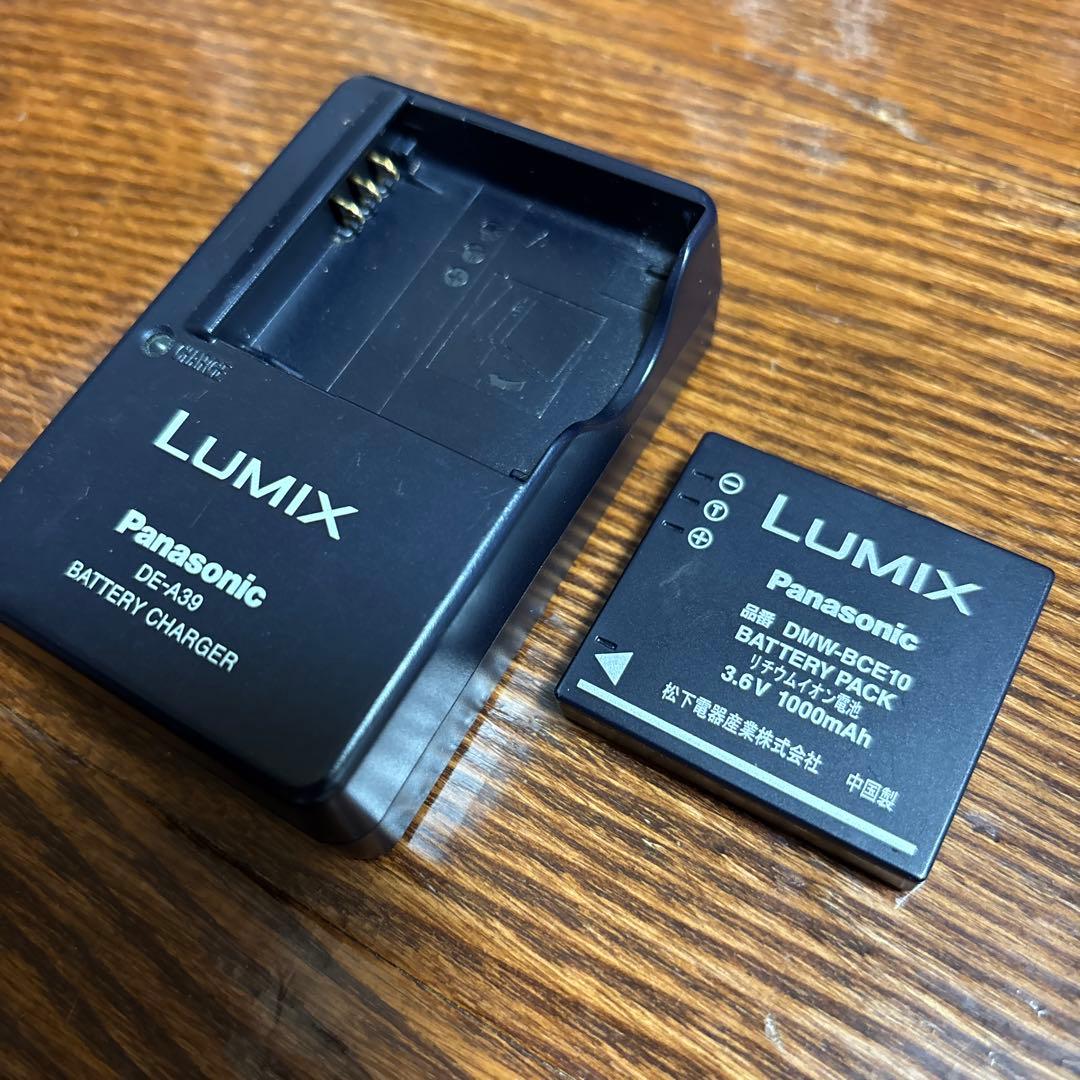 CHARGE
LUMIX
Panasonic
DE-A39
BATTERY CHARGER
LUMIX
Panasonic
品番 DMW-BCE10
BATTERY PACK
リチウムイオン電池
3.6V 1000mAh
松下電器産業株式会社 中国製
T